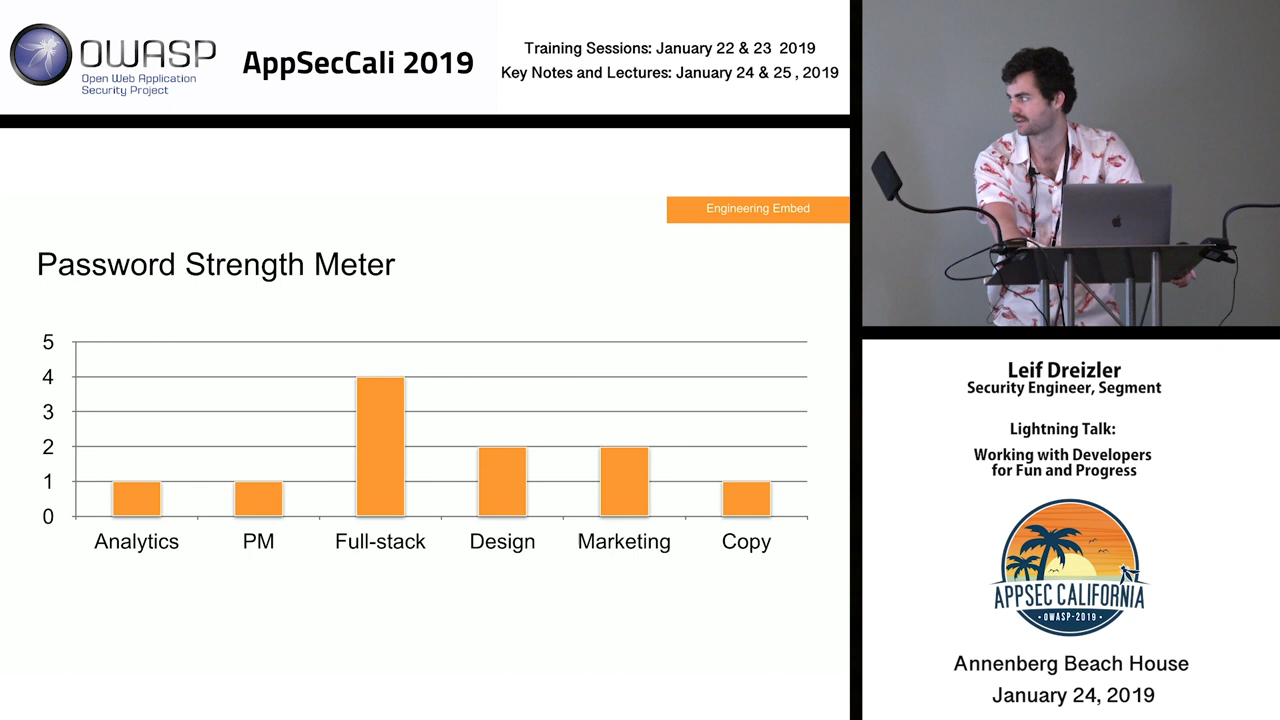 OWASP
Open Web Application
Security Project
AppSecCali 2019
Training Sessions: January 22 & 23 2019
Key Notes and Lectures: January 24 & 25 , 2019
Engineering Embed
Password Strength Meter
5
4
3
2
1
0
Analytics PM Full-stack Design Marketing Copy
Leif Dreizler
Security Engineer, Segment
Lightning Talk:
Working with Developers
for Fun and Progress
APPSEC CALIFORNIA
• OWASP-2019 •
Annenberg Beach House
January 24, 2019